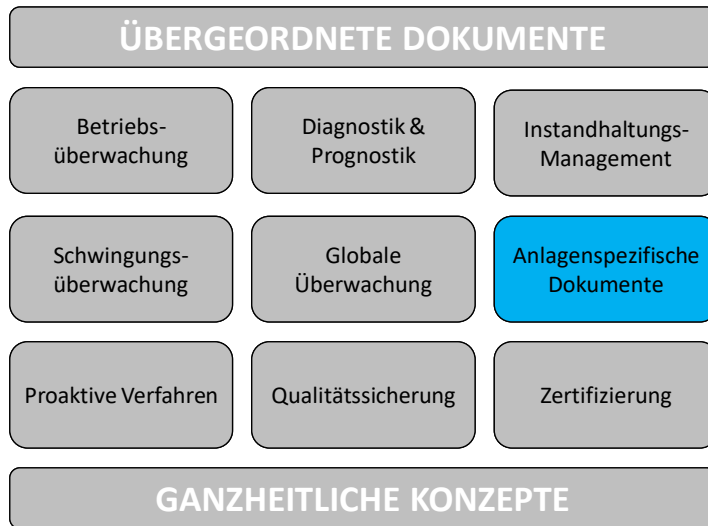 ÜBERGEORDNETE DOKUMENTE
Betriebs-
überwachung
Diagnostik &
Prognostik
Instandhaltungs-
Management
Schwingungs-
überwachung
Globale
Überwachung
Anlagenspezifische
Dokumente
Proaktive Verfahren
Qualitätssicherung
Zertifizierung
GANZHEITLICHE KONZEPTE